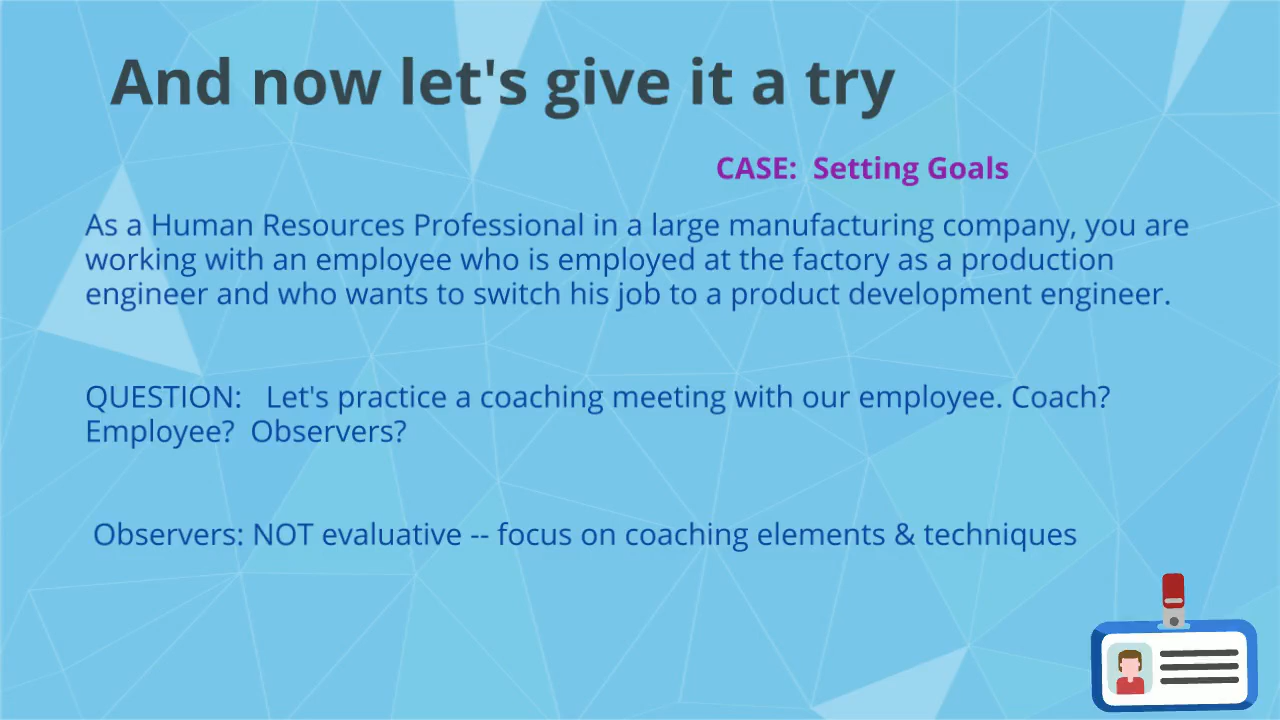 And now let's give it a try
CASE:  Setting Goals
As a Human Resources Professional in a large manufacturing company, you are
working with an employee who is employed at the factory as a production
engineer and who wants to switch his job to a product development engineer.
QUESTION:   Let's practice a coaching meeting with our employee. Coach?
Employee?  Observers?
Observers: NOT evaluative -- focus on coaching elements & techniques